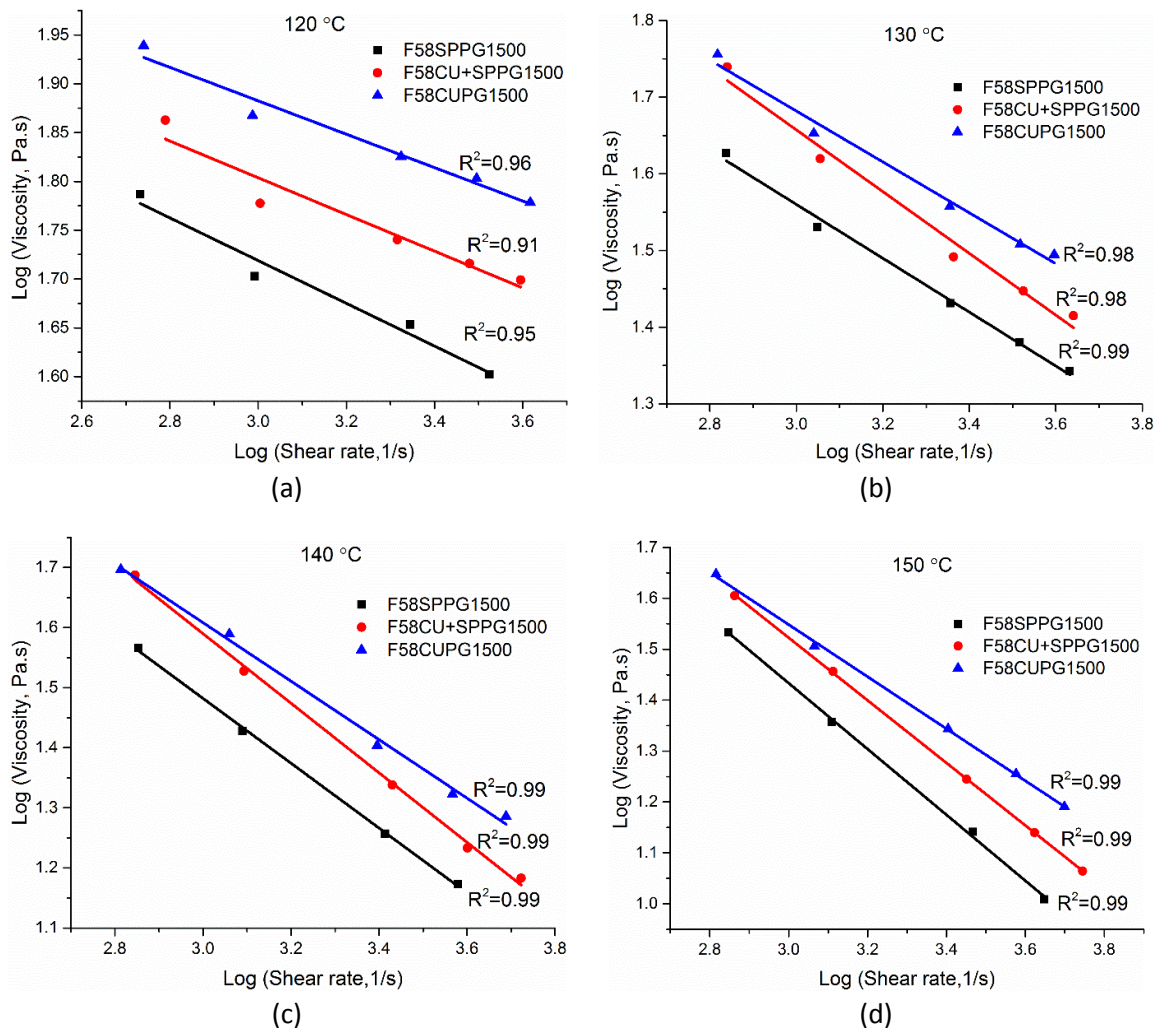 120 °C
F58SPPG1500
F58CU+SPPG1500
F58CUPG1500
R²=0.96
R²=0.91
R²=0.95
Log (Viscosity, Pa.s)
1.95
1.90
1.85
1.80
1.75
1.70
1.65
1.60
2.6 2.8 3.0 3.2 3.4 3.6
Log (Shear rate,1/s)
(a)
130 °C
F58SPPG1500
F58CU+SPPG1500
F58CUPG1500
R²=0.98
R²=0.98
R²=0.99
Log (Viscosity, Pa.s)
1.8
1.7
1.6
1.5
1.4
1.3
2.8 3.0 3.2 3.4 3.6 3.8
Log (Shear rate,1/s)
(b)
140 °C
F58SPPG1500
F58CU+SPPG1500
F58CUPG1500
R²=0.99
R²=0.99
R²=0.99
Log (Viscosity, Pa.s)
1.7
1.6
1.5
1.4
1.3
1.2
1.1
2.8 3.0 3.2 3.4 3.6 3.8
Log (Shear rate,1/s)
(c)
150 °C
F58SPPG1500
F58CU+SPPG1500
F58CUPG1500
R²=0.99
R²=0.99
R²=0.99
Log (Viscosity, Pa.s)
1.7
1.6
1.5
1.4
1.3
1.2
1.1
1.0
2.8 3.0 3.2 3.4 3.6 3.8
Log (Shear rate,1/s)
(d)